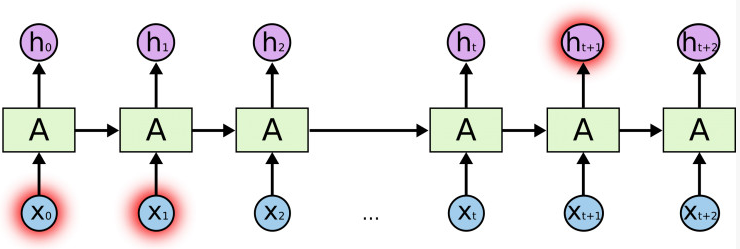 h₀ h₁ h₂ hₜ hₜ₊₁ hₜ₊₂
A A A A A A
x₀ x₁ x₂ ... xₜ xₜ₊₁ xₜ₊₂